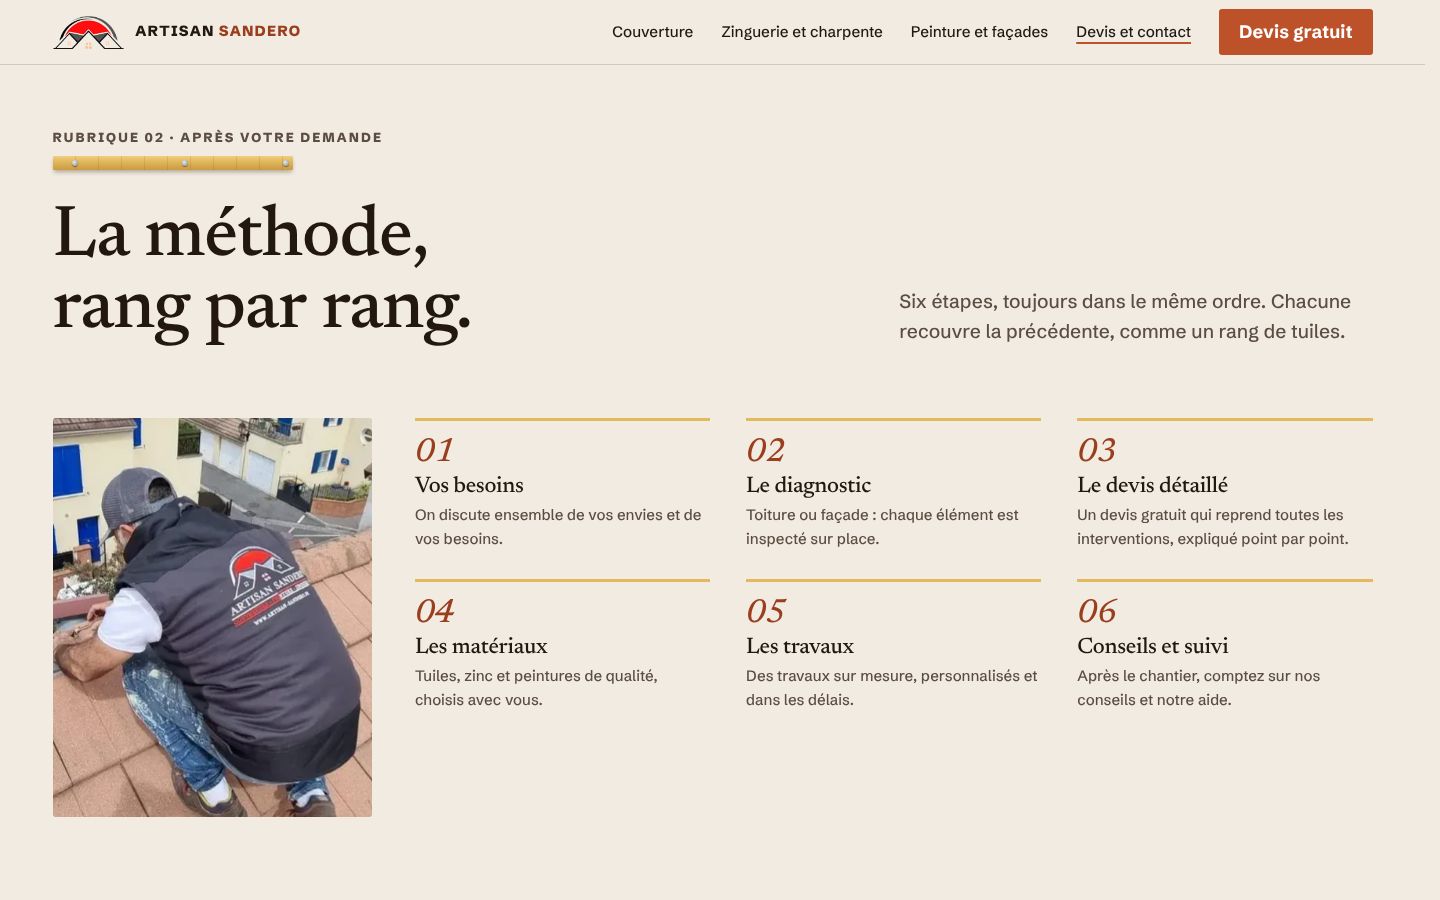 ARTISAN SANDERO
Couverture
Zinguerie et charpente
Peinture et façades
Devis et contact
Devis gratuit
RUBRIQUE 02 · APRÈS VOTRE DEMANDE
La méthode,
rang par rang.
Six étapes, toujours dans le même ordre. Chacune
recouvre la précédente, comme un rang de tuiles.
ARTISAN SANDERO
01
Vos besoins
On discute ensemble de vos envies et de
vos besoins.
02
Le diagnostic
Toiture ou façade : chaque élément est
inspecté sur place.
03
Le devis détaillé
Un devis gratuit qui reprend toutes les
interventions, expliqué point par point.
04
Les matériaux
Tuiles, zinc et peintures de qualité,
choisis avec vous.
05
Les travaux
Des travaux sur mesure, personnalisés et
dans les délais.
06
Conseils et suivi
Après le chantier, comptez sur nos
conseils et notre aide.